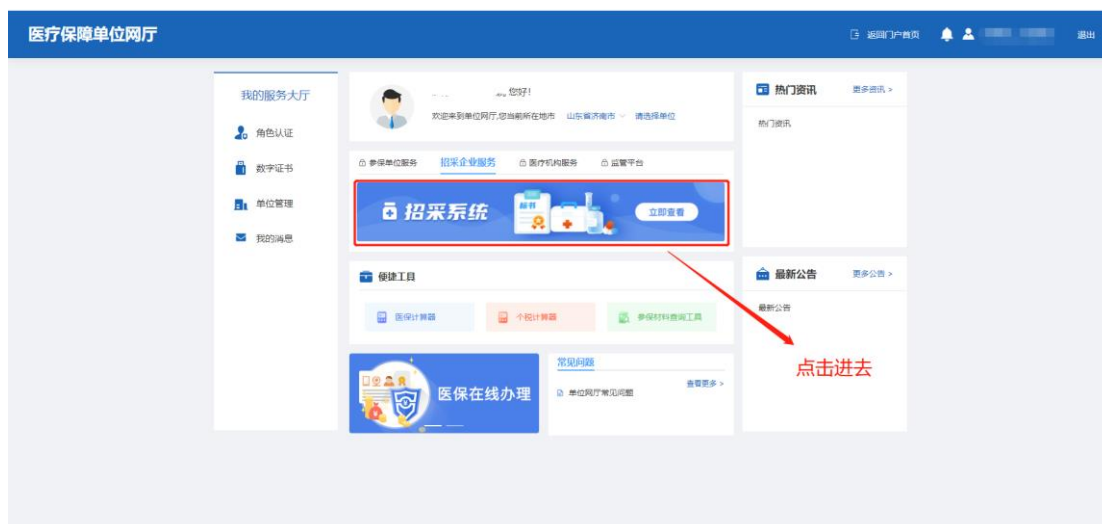 医疗保障单位网厅
返回门户首页
退出
我的服务大厅
角色认证
数字证书
单位管理
我的消息
您好!
欢迎来到单位网厅,您当前所在地市 山东省济南市 请选择单位
参保单位服务 招采企业服务 医疗机构服务 监管平台
招采系统
标书
立即查看
便捷工具
医保计算器 个税计算器 参保材料查询工具
医保在线办理
常见问题
查看更多 >
单位网厅常见问题
热门资讯 更多资讯 >
热门资讯
最新公告 更多公告 >
最新公告
点击进去